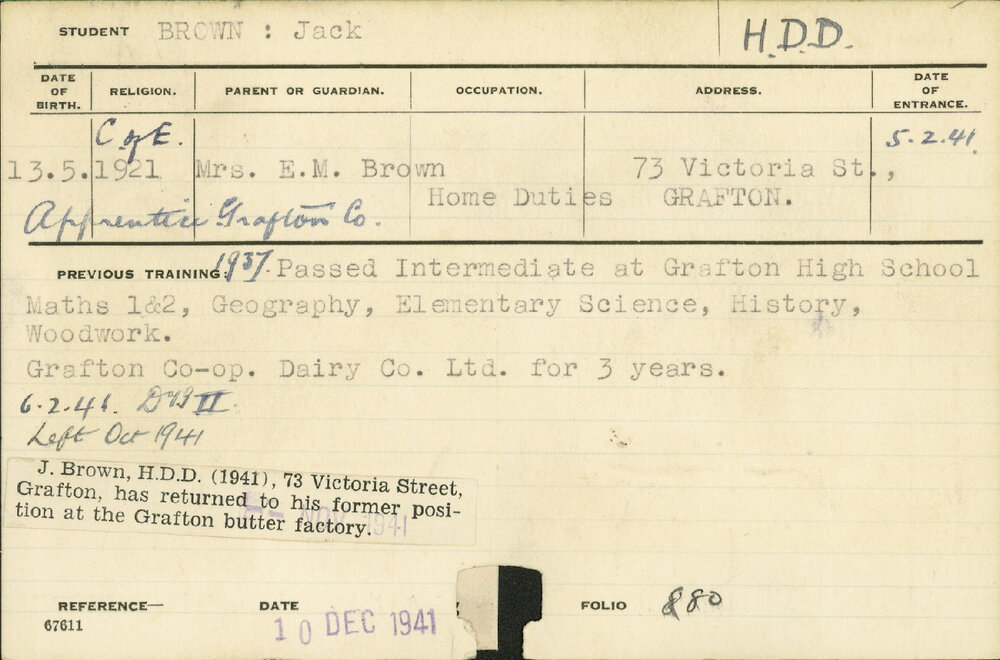 STUDENT BROWN : Jack H.D.D.
DATE OF BIRTH. RELIGION. PARENT OR GUARDIAN. OCCUPATION. ADDRESS. DATE OF ENTRANCE.
C of E. 5.2.41.
13.5.1921 Mrs. E.M. Brown 73 Victoria St.,
Home Duties GRAFTON.
Apprentice Grafton Co.
PREVIOUS TRAINING: 1937. Passed Intermediate at Grafton High School
Maths 1&2, Geography, Elementary Science, History,
Woodwork.
Grafton Co-op. Dairy Co. Ltd. for 3 years.
6.2.41. II
Left Oct 1941
J. Brown, H.D.D. (1941), 73 Victoria Street,
Grafton, has returned to his former posi-
tion at the Grafton butter factory.
NOV 1941
REFERENCE— DATE FOLIO 880
67611 10 DEC 1941